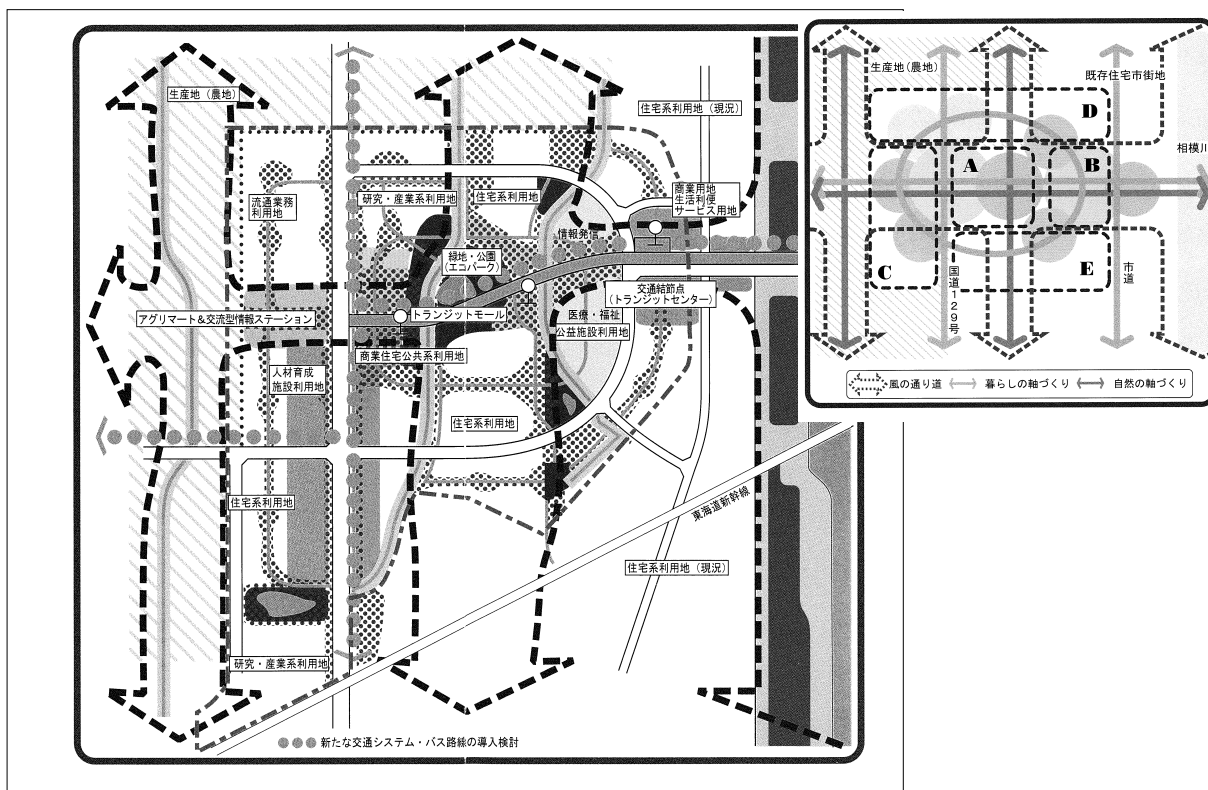 生産地（農地）
住宅系利用地（現況）
流通業務
利用地
研究・産業系利用地
住宅系利用地
商業用地
生活利便
サービス用地
情報発信
緑地・公園
（エコパーク）
交通結節点
（トランジットセンター）
アグリマート＆交流型情報ステーション
トランジットモール
医療・福祉
公益施設利用地
商業住宅公共系利用地
人材育成
施設利用地
住宅系利用地
住宅系利用地
東海道新幹線
住宅系利用地（現況）
研究・産業系利用地
新たな交通システム・バス路線の導入検討
生産地（農地）
既存住宅市街地
D
相模川
A
B
C
E
国道129号
市道
風の通り道
暮らしの軸づくり
自然の軸づくり